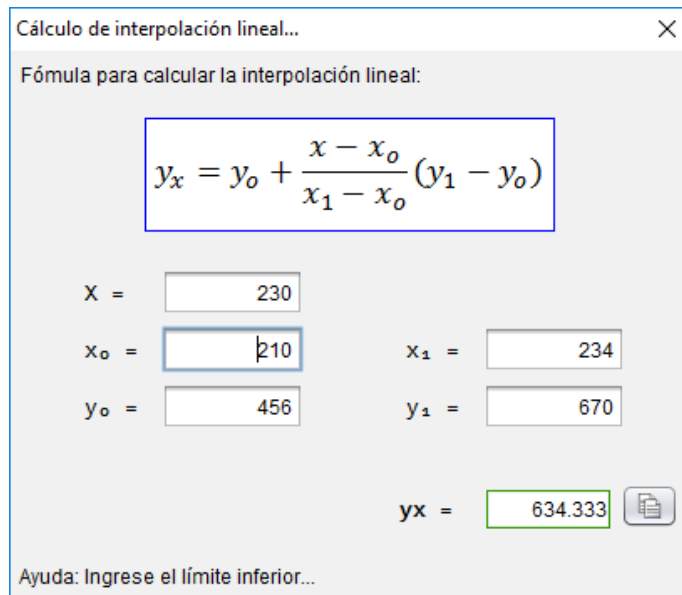 Cálculo de interpolación lineal...
Fómula para calcular la interpolación lineal:
yₓ = yₒ + (x − xₒ)/(x₁ − xₒ) (y₁ − yₒ)
X = 230
xₒ = 210 x₁ = 234
yₒ = 456 y₁ = 670
yx = 634.333
Ayuda: Ingrese el límite inferior...